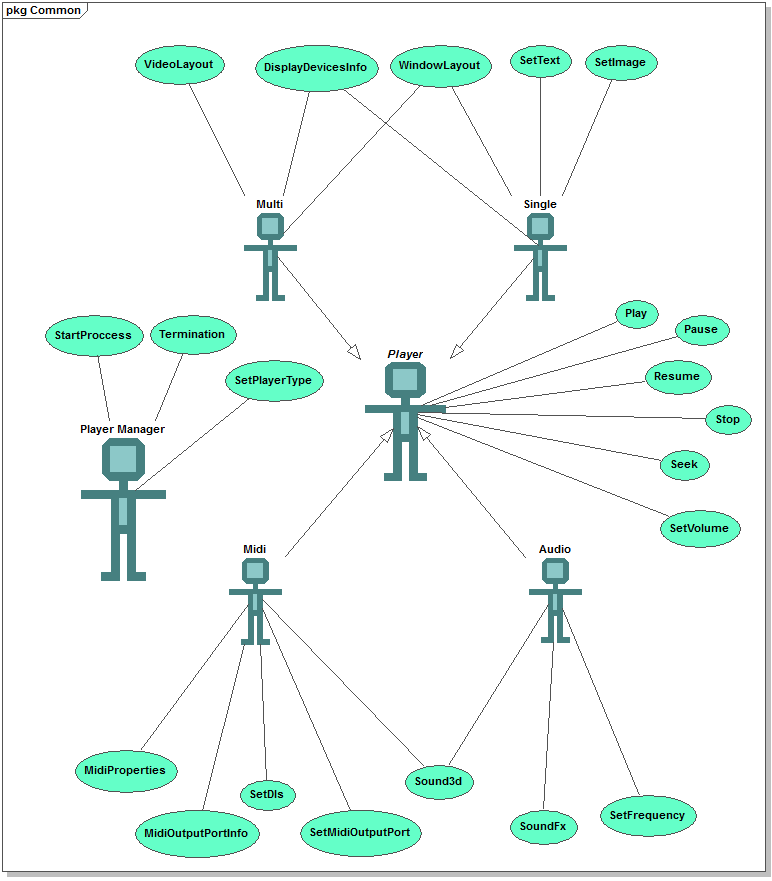 pkg Common
VideoLayout
DisplayDevicesInfo
WindowLayout
SetText
SetImage
Multi
Single
StartProccess
Termination
SetPlayerType
Player Manager
Player
Play
Pause
Resume
Stop
Seek
SetVolume
Midi
Audio
MidiProperties
MidiOutputPortInfo
SetDls
SetMidiOutputPort
Sound3d
SoundFx
SetFrequency